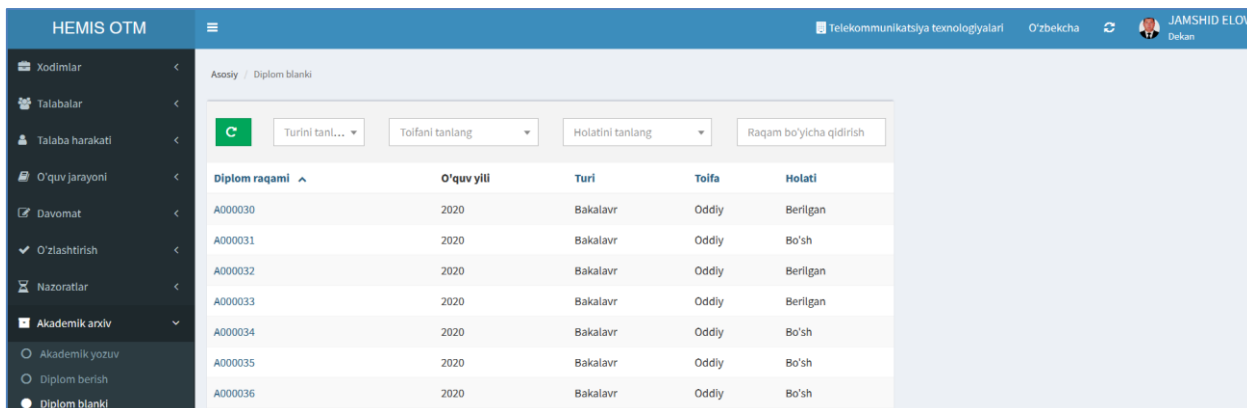 HEMIS OTM
Telekommunikatsiya texnologiyalari O'zbekcha JAMSHID ELOV
Dekan
Xodimlar
Talabalar
Talaba harakati
O'quv jarayoni
Davomat
O'zlashtirish
Nazoratlar
Akademik arxiv
Akademik yozuv
Diplom berish
Diplom blanki
Asosiy / Diplom blanki
Turini tanl... Toifani tanlang Holatini tanlang Raqam bo'yicha qidirish
Diplom raqami O'quv yili Turi Toifa Holati
A000030 2020 Bakalavr Oddiy Berilgan
A000031 2020 Bakalavr Oddiy Bo'sh
A000032 2020 Bakalavr Oddiy Berilgan
A000033 2020 Bakalavr Oddiy Berilgan
A000034 2020 Bakalavr Oddiy Bo'sh
A000035 2020 Bakalavr Oddiy Bo'sh
A000036 2020 Bakalavr Oddiy Bo'sh